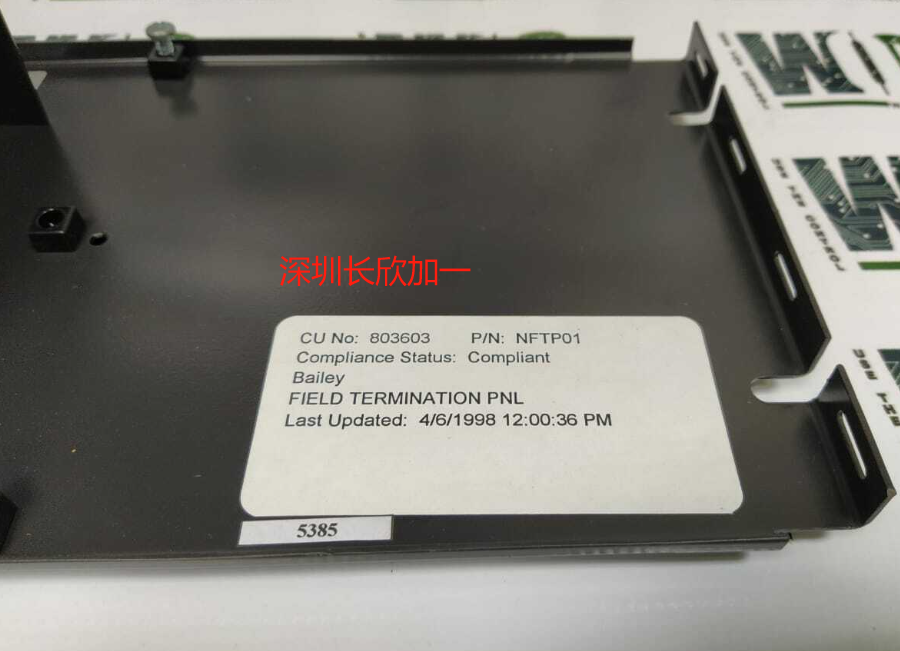 深圳长欣加一
CU No: 803603 P/N: NFTP01
Compliance Status: Compliant
Bailey
FIELD TERMINATION PNL
Last Updated: 4/6/1998 12:00:36 PM
5385